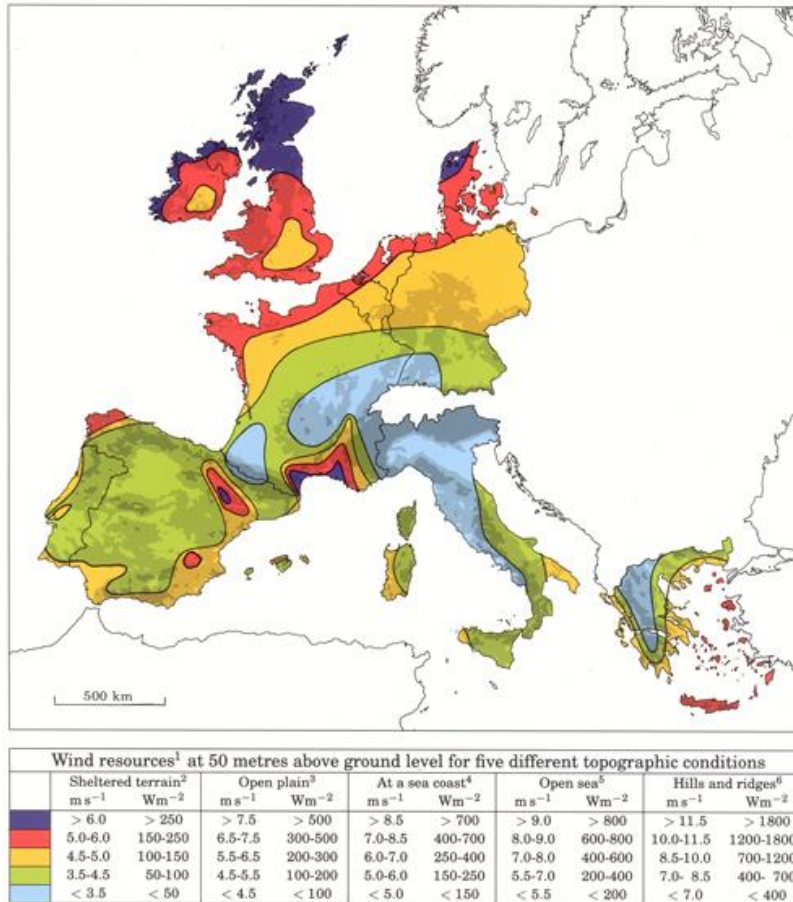 500 km
Wind resources¹ at 50 metres above ground level for five different topographic conditions
Sheltered terrain² Open plain³ At a sea coast⁴ Open sea⁵ Hills and ridges⁶
m s⁻¹ Wm⁻² m s⁻¹ Wm⁻² m s⁻¹ Wm⁻² m s⁻¹ Wm⁻² m s⁻¹ Wm⁻²
> 6.0 > 250 > 7.5 > 500 > 8.5 > 700 > 9.0 > 800 > 11.5 > 1800
5.0-6.0 150-250 6.5-7.5 300-500 7.0-8.5 400-700 8.0-9.0 600-800 10.0-11.5 1200-1800
4.5-5.0 100-150 5.5-6.5 200-300 6.0-7.0 250-400 7.0-8.0 400-600 8.5-10.0 700-1200
3.5-4.5 50-100 4.5-5.5 100-200 5.0-6.0 150-250 5.5-7.0 200-400 7.0- 8.5 400- 700
< 3.5 < 50 < 4.5 < 100 < 5.0 < 150 < 5.5 < 200 < 7.0 < 400